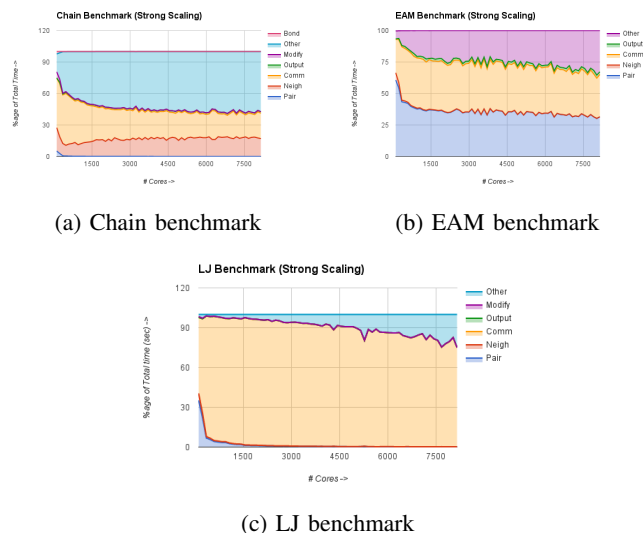 Chain Benchmark (Strong Scaling)
%age of Total Time ->
120
90
60
30
0
1500
3000
4500
6000
7500
# Cores ->
Bond
Other
Modify
Output
Comm
Neigh
Pair
(a) Chain benchmark
EAM Benchmark (Strong Scaling)
%age of Total Time ->
100
75
50
25
0
1500
3000
4500
6000
7500
# Cores ->
Other
Output
Comm
Neigh
Pair
(b) EAM benchmark
LJ Benchmark (Strong Scaling)
%age of Total time (sec) ->
120
90
60
30
0
1500
3000
4500
6000
7500
# Cores ->
Other
Modify
Output
Comm
Neigh
Pair
(c) LJ benchmark